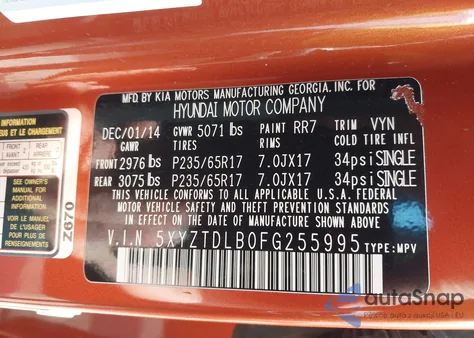 MFD. BY KIA MOTORS MANUFACTURING GEORGIA. INC. FOR
HYUNDAI MOTOR COMPANY
DEC/01/14 GVWR 5071 lbs PAINT RR7 TRIM VYN
TIRES RIMS COLD TIRE INFL
FRONT 2976 lbs P235/65R17 7.0JX17 34psi SINGLE
REAR 3075 lbs P235/65R17 7.0JX17 34psi SINGLE
THIS VEHICLE CONFORMS TO ALL APPLICABLE U.S.A. FEDERAL
MOTOR VEHICLE SAFETY, BUMPER, AND THEFT PREVENTION
STANDARDS IN EFFECT ON THE DATE OF MANUFACTURE SHOWN ABOVE.
V.I.N 5XYZTDLB0FG255995 TYPE: MPV
EUS ET LE CHARGEMENT
SEE OWNER'S
MANUAL FOR
ADDITIONAL
INFORMATION
VOIR LE MANUEL
DE L'USAGER
POUR PLUS DE
RENSEIGNEMENTS
Z670
autoSnap